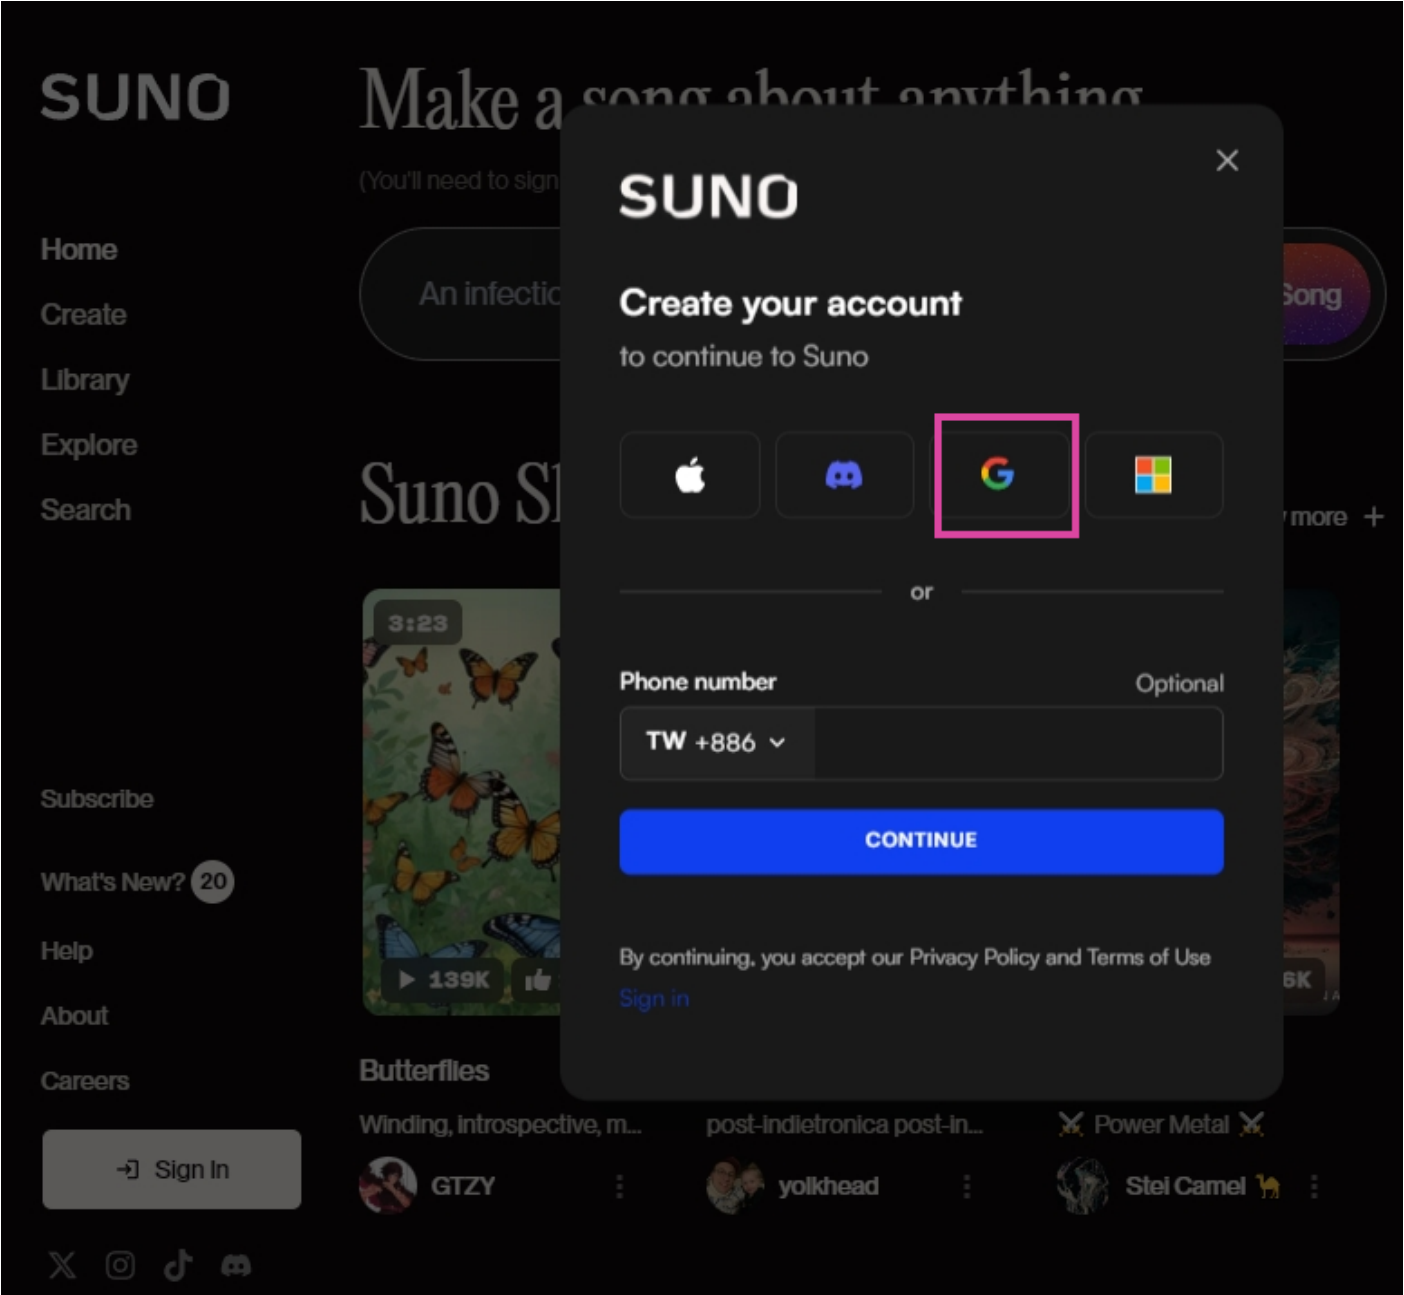 SUNO
Home
Create
Library
Explore
Search
Subscribe
What's New? 20
Help
About
Careers
Sign In
Make a song about anything
(You'll need to sign
An infectio
Song
Suno
more +
3:23
139K
6K
Butterflies
Winding, introspective, m...
GTZY
post-indietronica post-in...
yolkhead
⚔️ Power Metal ⚔️
Stei Camel 🐪
SUNO
Create your account
to continue to Suno
or
Phone number
Optional
TW +886
CONTINUE
By continuing, you accept our Privacy Policy and Terms of Use
Sign in